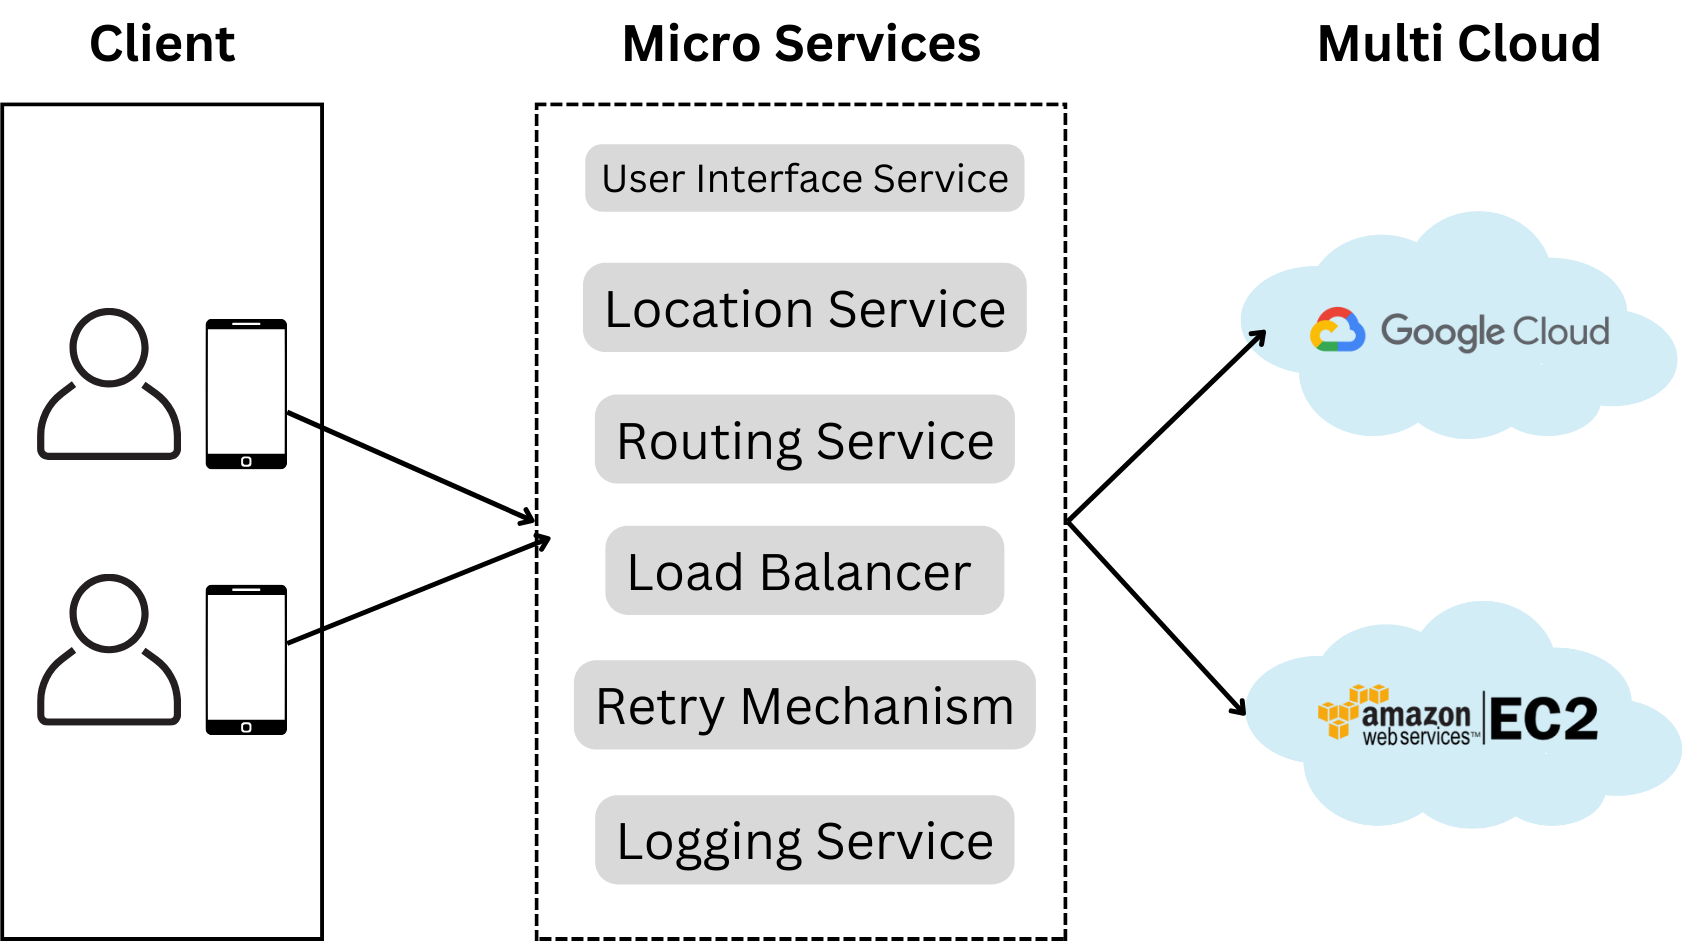 Client
Micro Services
Multi Cloud
User Interface Service
Location Service
Routing Service
Load Balancer
Retry Mechanism
Logging Service
Google Cloud
amazon
web services™
EC2